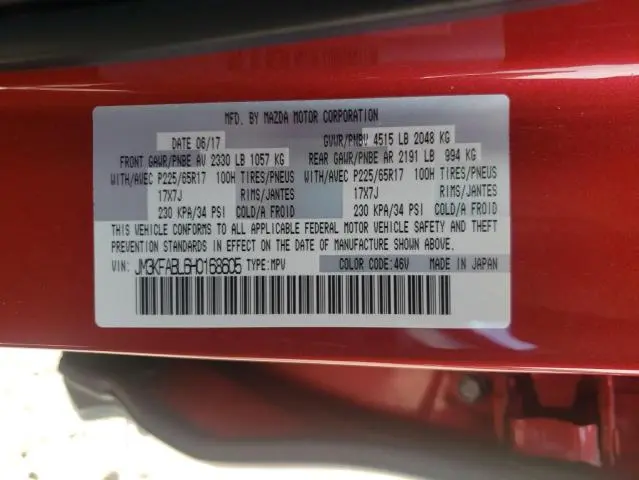 MFD. BY MAZDA MOTOR CORPORATION
DATE 06/17 GVWR/PNBV 4515 LB 2048 KG
FRONT GAWR/PNBE AV 2330 LB 1057 KG REAR GAWR/PNBE AR 2191 LB 994 KG
WITH/AVEC P225/65R17 100H TIRES/PNEUS WITH/AVEC P225/65R17 100H TIRES/PNEUS
17X7J RIMS/JANTES 17X7J RIMS/JANTES
230 KPA/34 PSI COLD/A FROID 230 KPA/34 PSI COLD/A FROID
THIS VEHICLE CONFORMS TO ALL APPLICABLE FEDERAL MOTOR VEHICLE SAFETY AND THEFT
PREVENTION STANDARDS IN EFFECT ON THE DATE OF MANUFACTURE SHOWN ABOVE.
VIN: JM3KFABL6H0168605 TYPE:MPV COLOR CODE:46V MADE IN JAPAN